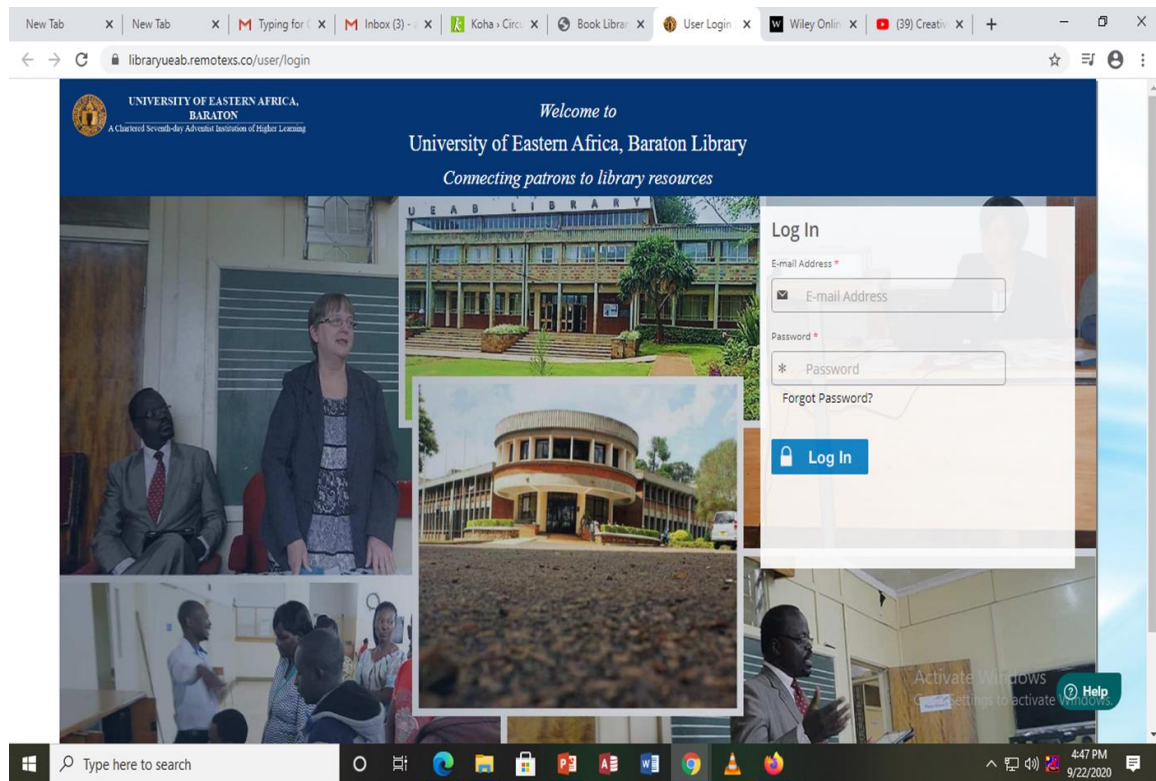 New Tab
New Tab
Typing for
Inbox (3) -
Koha › Circu
Book Librar
User Login
Wiley Onlin
(39) Creativ
libraryueab.remotexs.co/user/login
UNIVERSITY OF EASTERN AFRICA,
BARATON
A Chartered Seventh-day Adventist Institution of Higher Learning
Welcome to
University of Eastern Africa, Baraton Library
Connecting patrons to library resources
UEAB LIBRARY
Log In
E-mail Address *
E-mail Address
Password *
Password
Forgot Password?
Log In
Activate Windows
Settings to activate Windows.
Help
Type here to search
4:47 PM
9/22/2020